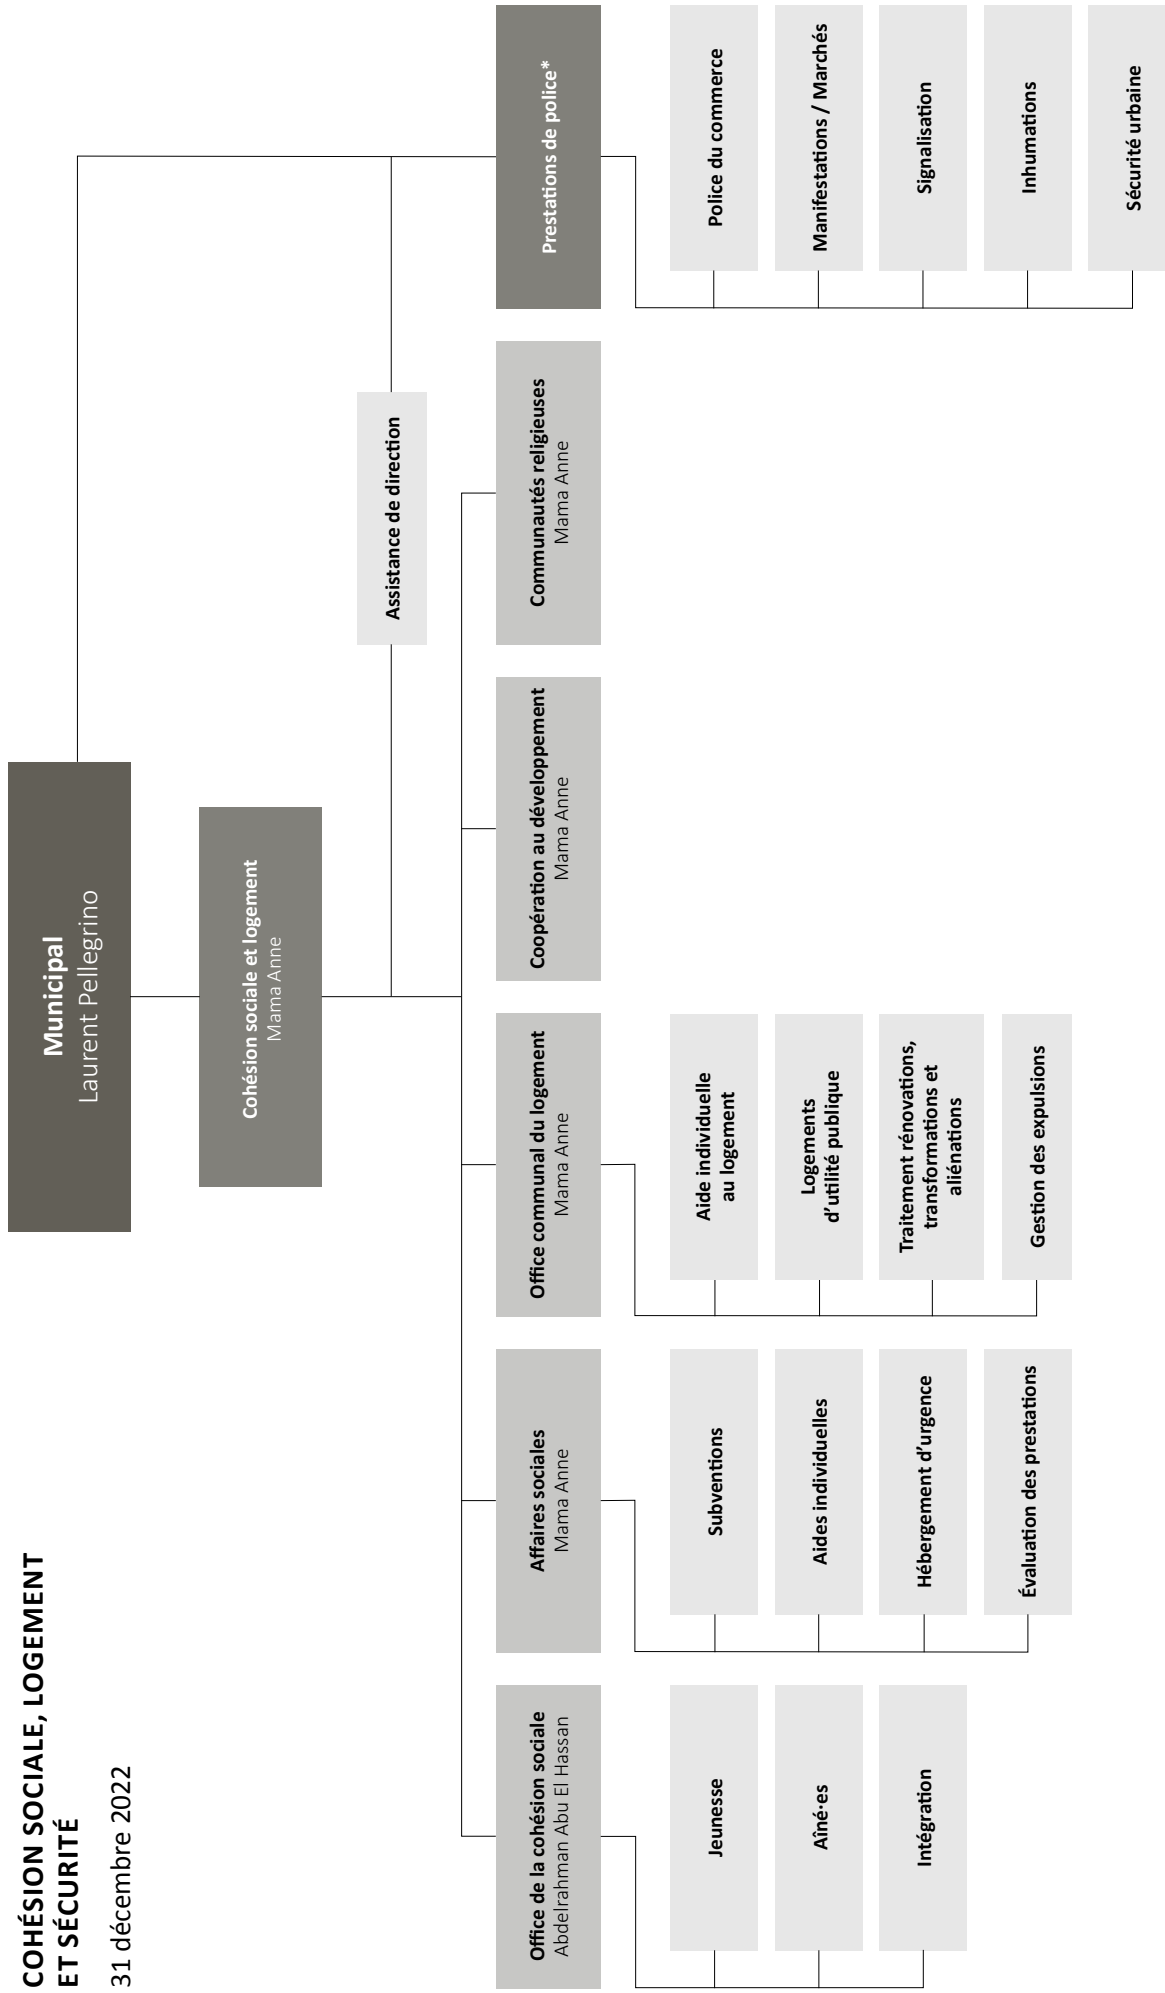 COHÉSION SOCIALE, LOGEMENT
ET SÉCURITÉ
31 décembre 2022
Municipal
Laurent Pellegrino
Cohésion sociale et logement
Mama Anne
Assistance de direction
Office de la cohésion sociale
Abdelrahman Abu El Hassan
Jeunesse
Aîné·es
Intégration
Affaires sociales
Mama Anne
Subventions
Aides individuelles
Hébergement d’urgence
Évaluation des prestations
Office communal du logement
Mama Anne
Aide individuelle
au logement
Logements
d’utilité publique
Traitement rénovations,
transformations et
aliénations
Gestion des expulsions
Coopération au développement
Mama Anne
Communautés religieuses
Mama Anne
Prestations de police*
Police du commerce
Manifestations / Marchés
Signalisation
Inhumations
Sécurité urbaine